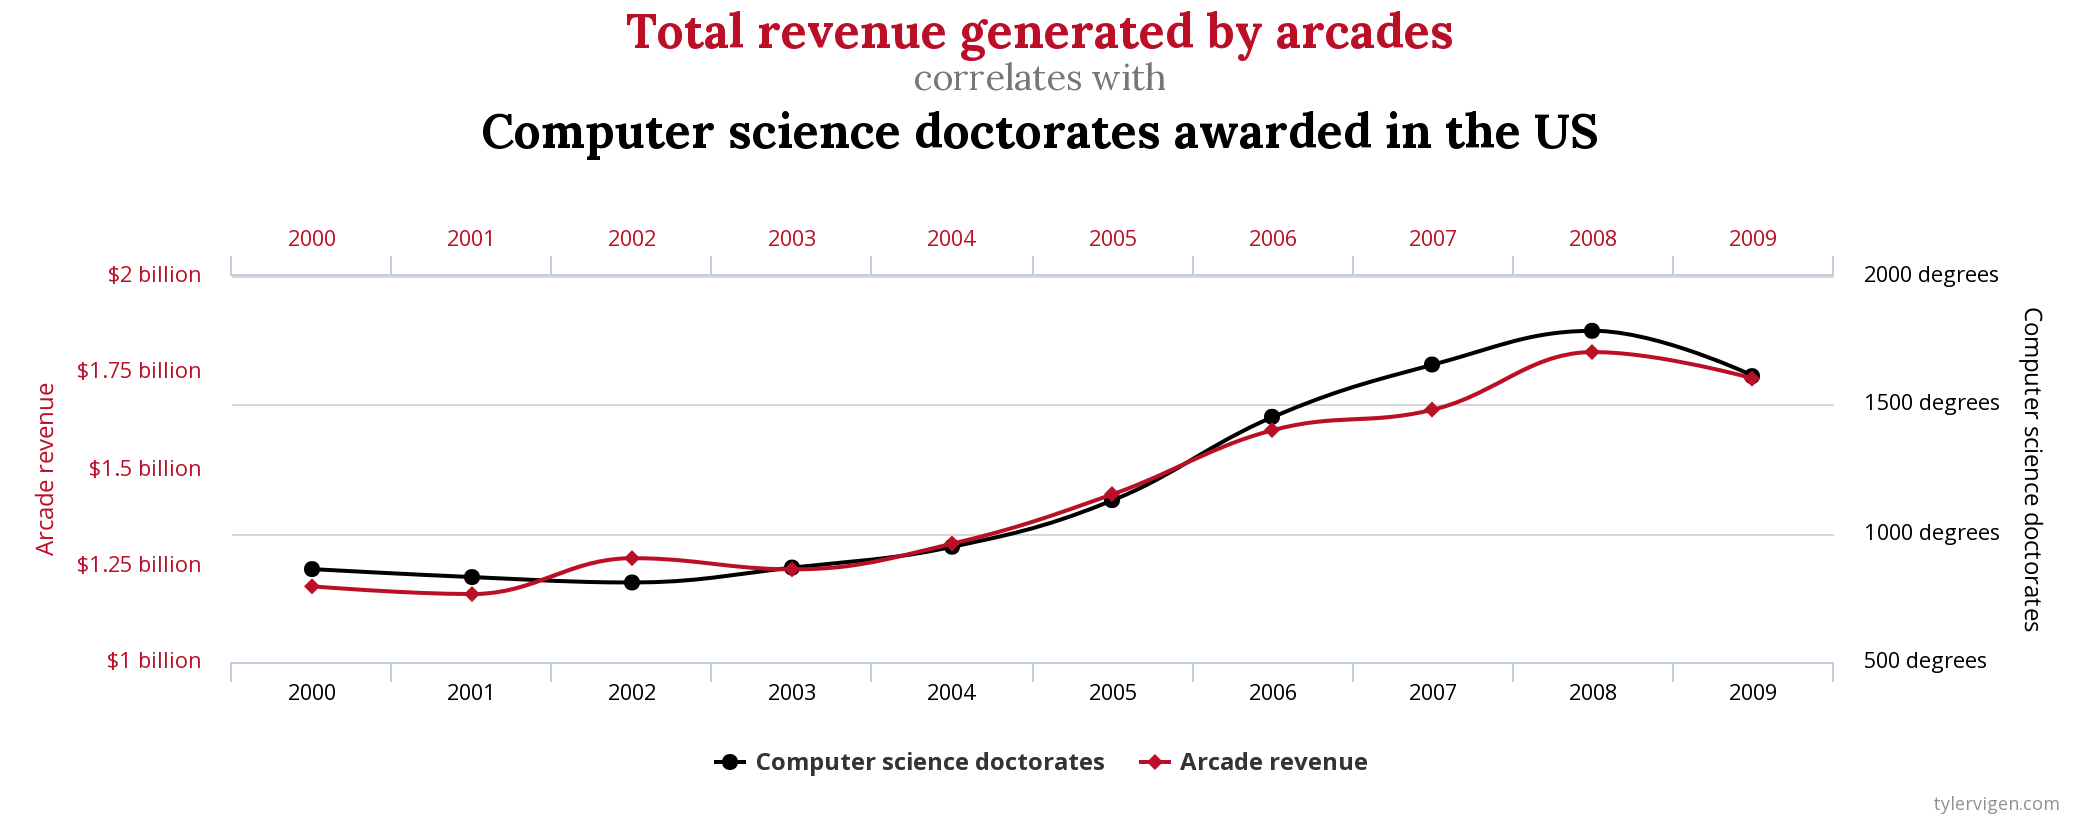 Total revenue generated by arcades
correlates with
Computer science doctorates awarded in the US
2000 2001 2002 2003 2004 2005 2006 2007 2008 2009
$2 billion 2000 degrees
$1.75 billion
1500 degrees
$1.5 billion
1000 degrees
$1.25 billion
$1 billion 500 degrees
Arcade revenue
Computer science doctorates
2000 2001 2002 2003 2004 2005 2006 2007 2008 2009
Computer science doctorates Arcade revenue
tylervigen.com